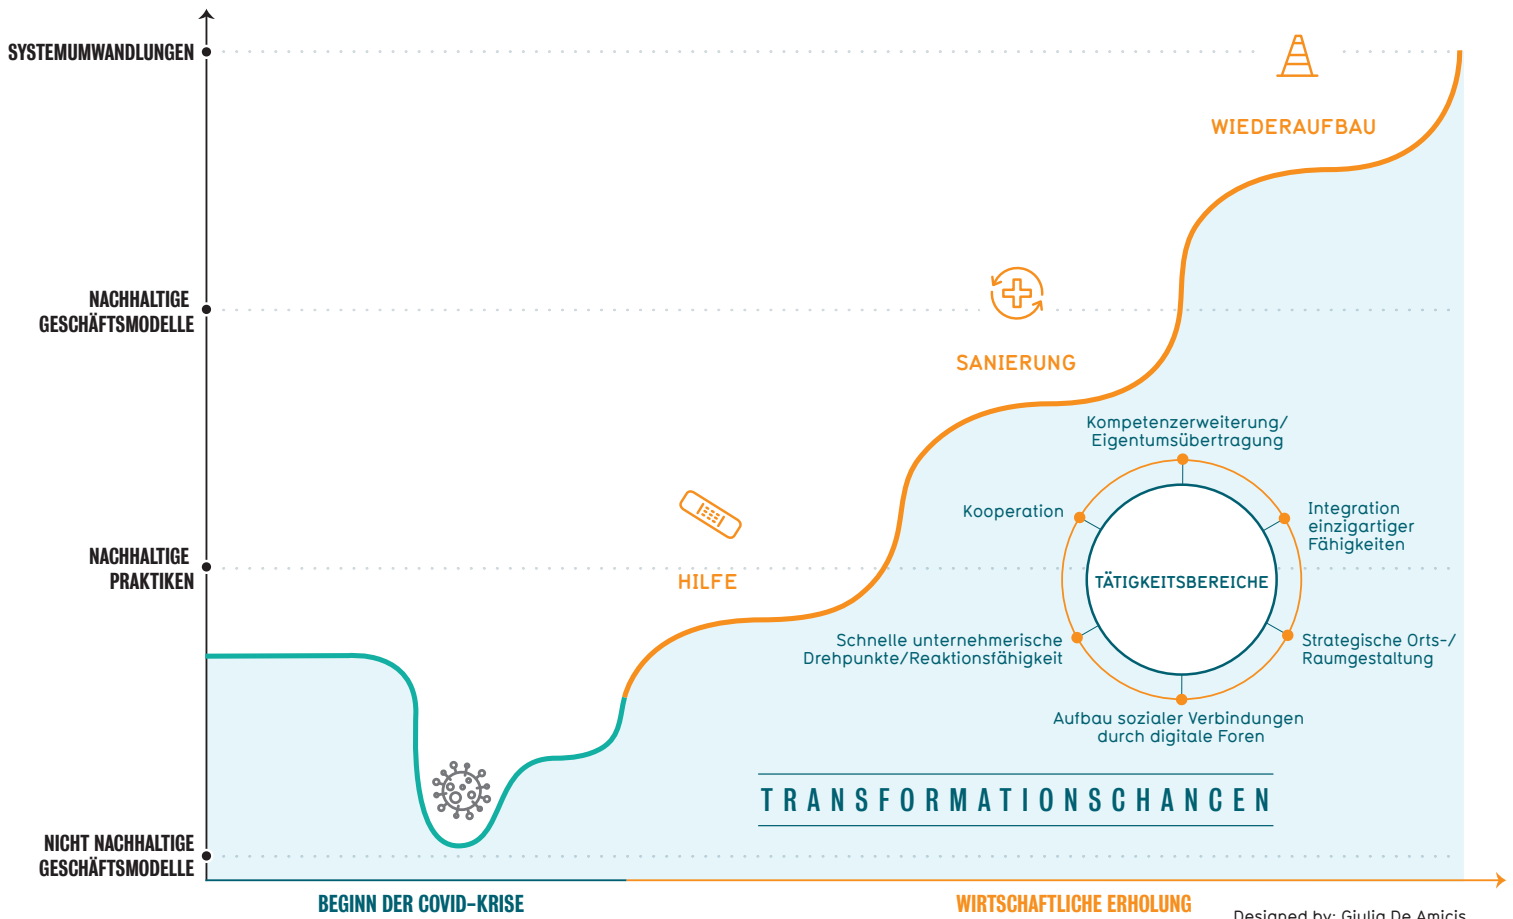 SYSTEMUMWANDLUNGEN
WIEDERAUFBAU
NACHHALTIGE
GESCHÄFTSMODELLE
SANIERUNG
Kompetenzerweiterung/
Eigentumsübertragung
Kooperation
Integration
einzigartiger
Fähigkeiten
NACHHALTIGE
PRAKTIKEN
HILFE
TÄTIGKEITSBEREICHE
Schnelle unternehmerische
Drehpunkte/Reaktionsfähigkeit
Strategische Orts-/
Raumgestaltung
Aufbau sozialer Verbindungen
durch digitale Foren
TRANSFORMATIONSCHANCEN
NICHT NACHHALTIGE
GESCHÄFTSMODELLE
BEGINN DER COVID-KRISE
WIRTSCHAFTLICHE ERHOLUNG
Designed by: Giulia De Amicis